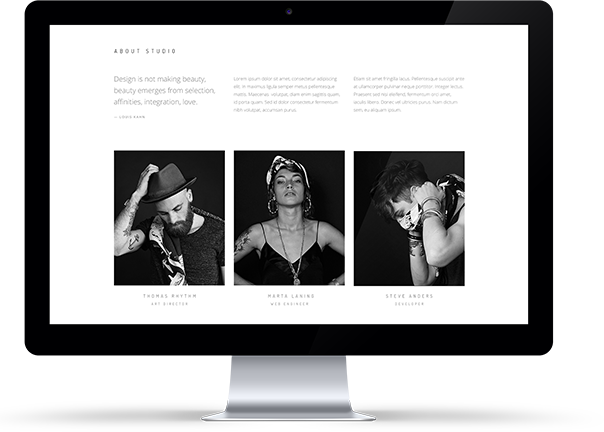 ABOUT STUDIO
Design is not making beauty,
beauty emerges from selection,
affinities, integration, love.
— LOUIS KAHN
Lorem ipsum dolor sit amet, consectetur adipiscing
elit. In maximus ligula semper metus pellentesque
mattis. Maecenas volutpat, diam enim sagittis quam,
id porta quam. Sed id dolor consectetur fermentum
nibh volutpat, accumsan purus.
Etiam sit amet fringilla lacus. Pellentesque suscipit ante
at ullamcorper pulvinar neque porttitor. Integer lectus.
Praesent sed nisi eleifend, fermentum orci amet,
iaculis libero. Donec vel ultricies purus. Nam dictum
sem, eu aliquam ipsum.
THOMAS RHYTHM
ART DIRECTOR
MARTA LANING
WEB ENGINEER
STEVE ANZERS
DEVELOPER